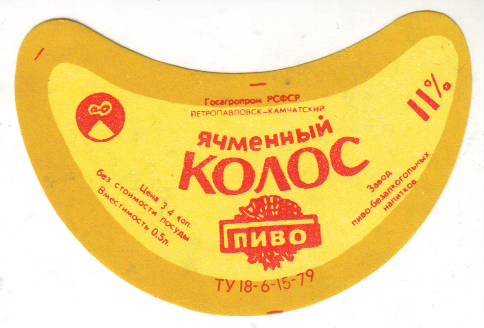 Госагропром РСФСР
ПЕТРОПАВЛОВСК-КАМЧАТСКИЙ
ЯЧМЕННЫЙ
КОЛОС
11%
Цена 34 коп.
без стоимости посуды
Вместимость 0,5л.
Завод
пиво-безалкогольных
напитков
ПИВО
ТУ 18-6-15-79